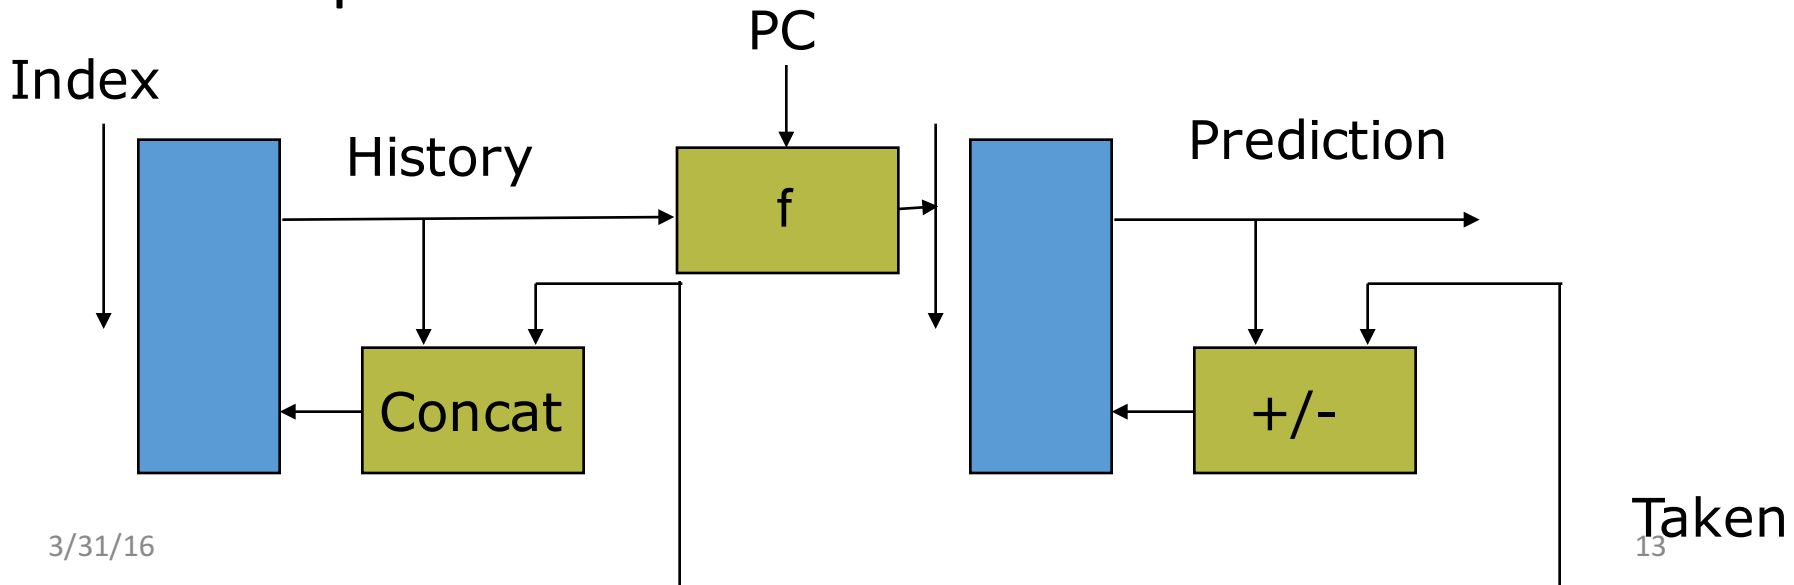 PC
Index
History
Prediction
f
Concat
+/-
Taken
3/31/16
13